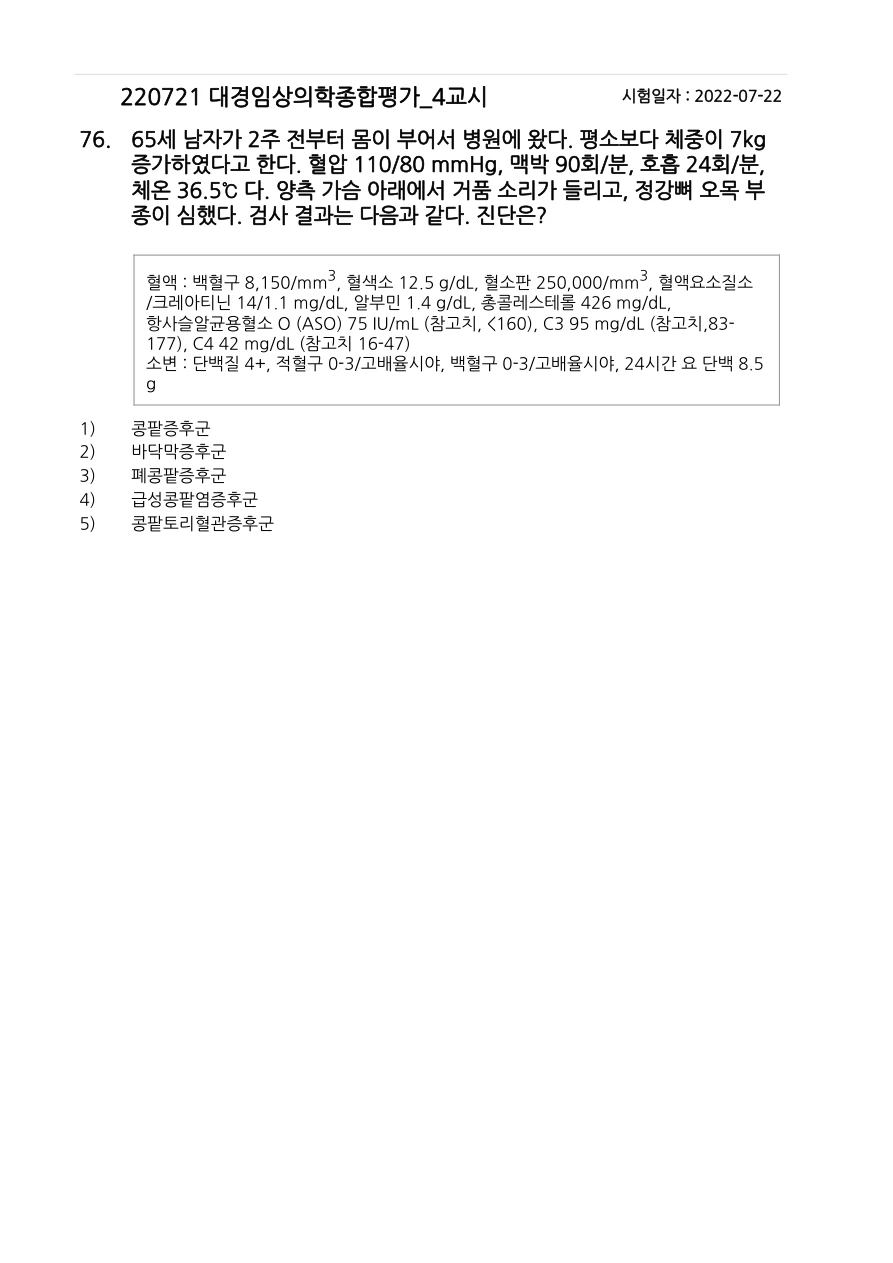 220721 대경임상의학종합평가_4교시 시험일자 : 2022-07-22
76. 65세 남자가 2주 전부터 몸이 부어서 병원에 왔다. 평소보다 체중이 7kg
증가하였다고 한다. 혈압 110/80 mmHg, 맥박 90회/분, 호흡 24회/분,
체온 36.5℃ 다. 양측 가슴 아래에서 거품 소리가 들리고, 정강뼈 오목 부
종이 심했다. 검사 결과는 다음과 같다. 진단은?
혈액 : 백혈구 8,150/mm³, 혈색소 12.5 g/dL, 혈소판 250,000/mm³, 혈액요소질소
/크레아티닌 14/1.1 mg/dL, 알부민 1.4 g/dL, 총콜레스테롤 426 mg/dL,
항사슬알균용혈소 O (ASO) 75 IU/mL (참고치, <160), C3 95 mg/dL (참고치,83-
177), C4 42 mg/dL (참고치 16-47)
소변 : 단백질 4+, 적혈구 0-3/고배율시야, 백혈구 0-3/고배율시야, 24시간 요 단백 8.5
g
1) 콩팥증후군
2) 바닥막증후군
3) 폐콩팥증후군
4) 급성콩팥염증후군
5) 콩팥토리혈관증후군